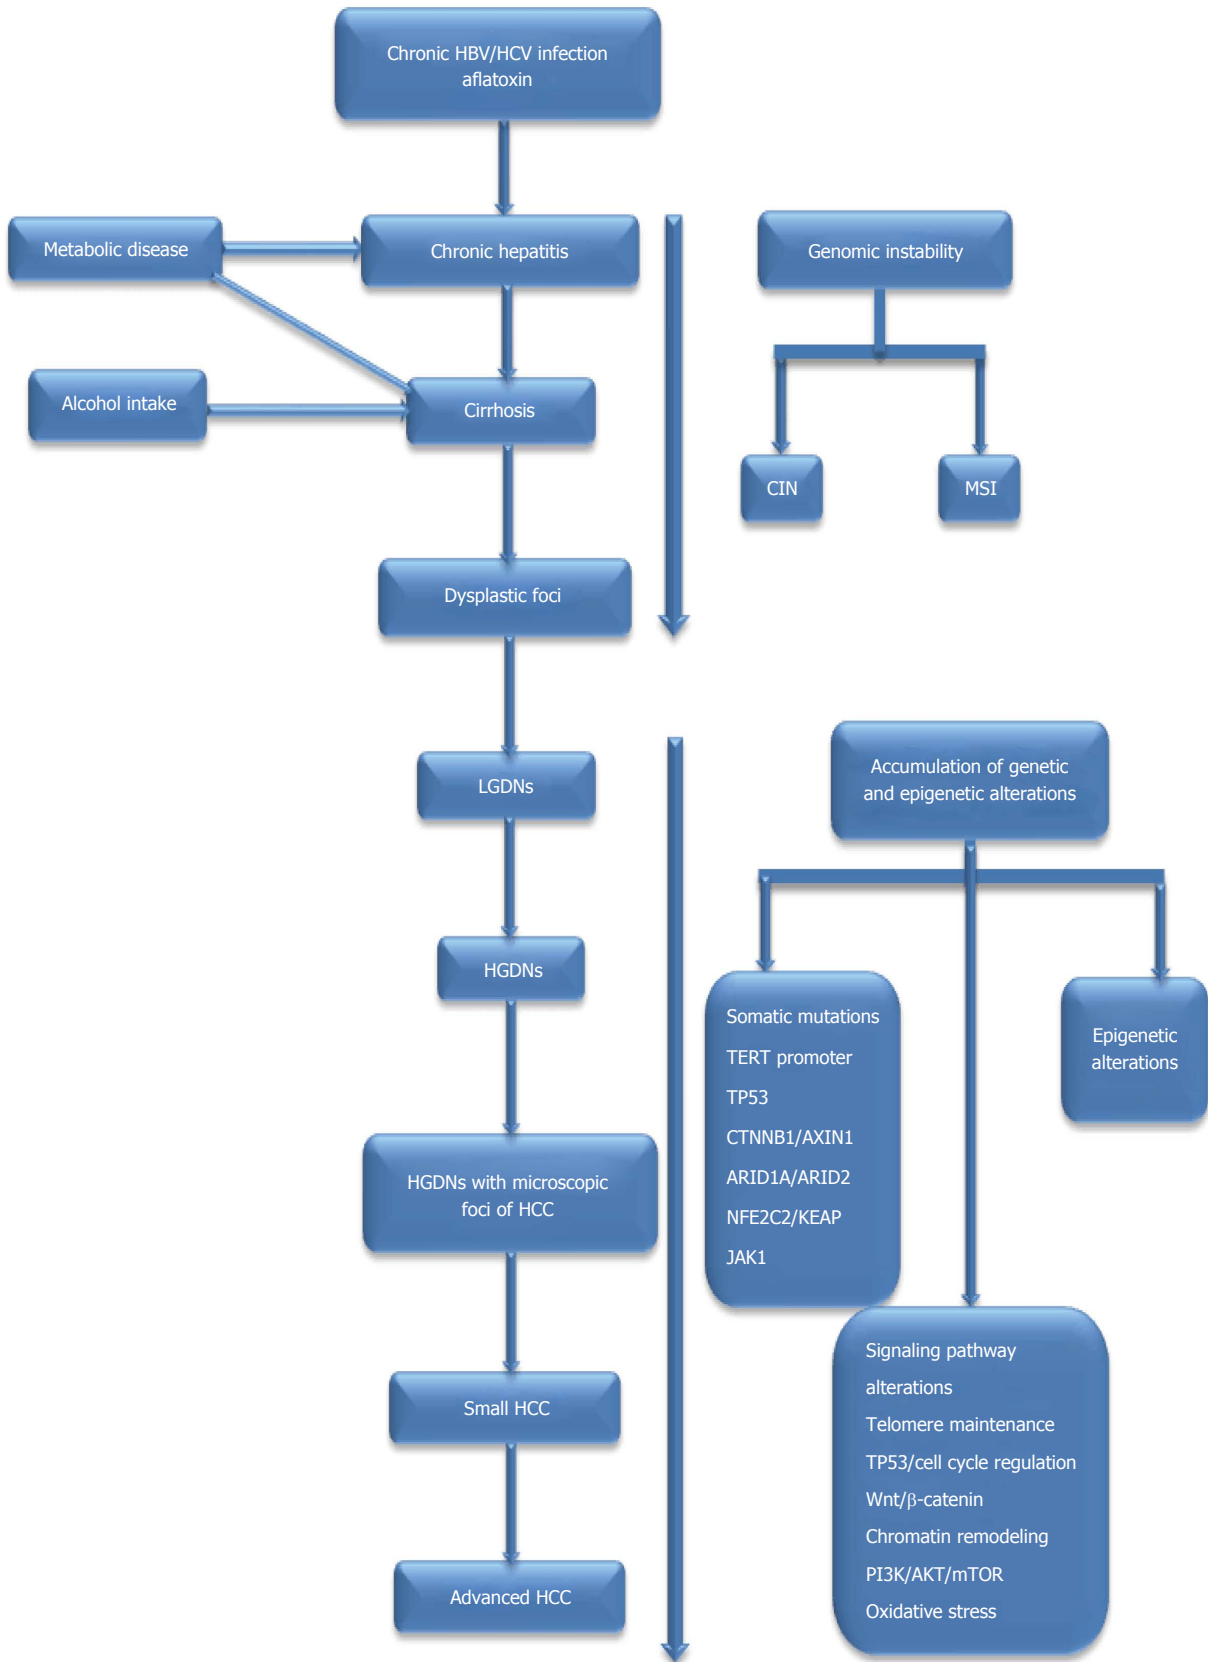 Chronic HBV/HCV infection
aflatoxin
Metabolic disease
Chronic hepatitis
Genomic instability
Alcohol intake
Cirrhosis
CIN
MSI
Dysplastic foci
LGDNs
Accumulation of genetic
and epigenetic alterations
HGDNs
Somatic mutations
TERT promoter
TP53
CTNNB1/AXIN1
ARID1A/ARID2
NFE2C2/KEAP
JAK1
Epigenetic
alterations
HGDNs with microscopic
foci of HCC
Small HCC
Signaling pathway
alterations
Telomere maintenance
TP53/cell cycle regulation
Wnt/β-catenin
Chromatin remodeling
PI3K/AKT/mTOR
Oxidative stress
Advanced HCC